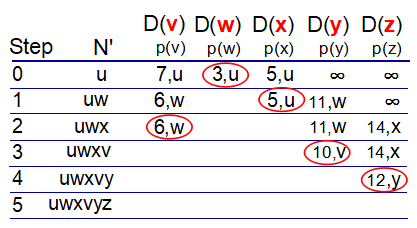 D(v) D(w) D(x) D(y) D(z)
Step N' p(v) p(w) p(x) p(y) p(z)
0 u 7,u 3,u 5,u ∞ ∞
1 uw 6,w 5,u 11,w ∞
2 uwx 6,w 11,w 14,x
3 uwxv 10,v 14,x
4 uwxvy 12,y
5 uwxvyz